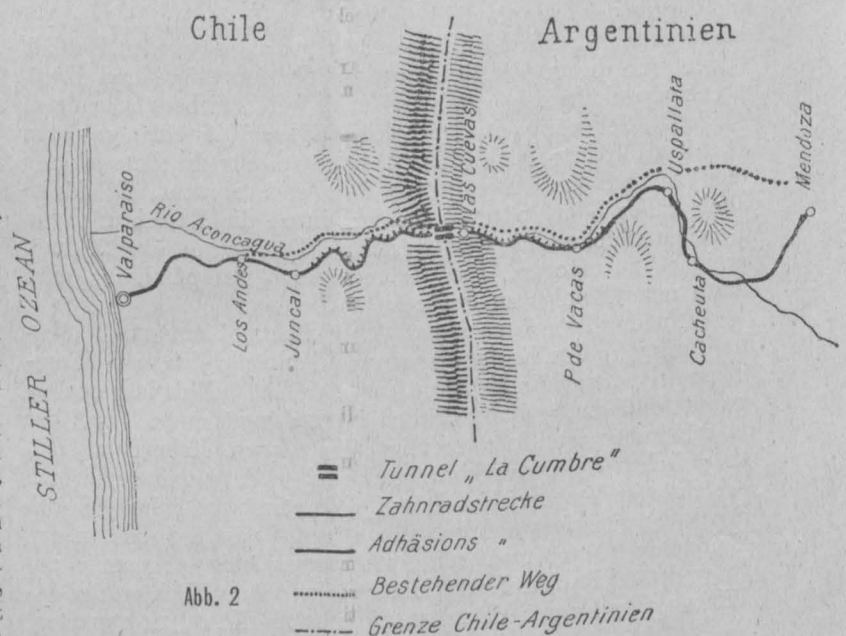 Chile
Argentinien
STILLER OZEAN
Valparaiso
Rio Aconcagua
Los Andes
Juncal
Las Cuevas
P de Vacas
Uspallata
Cacheuta
Mendoza
Tunnel „La Cumbre"
Zahnradstrecke
Adhäsions "
Bestehender Weg
Grenze Chile-Argentinien
Abb. 2